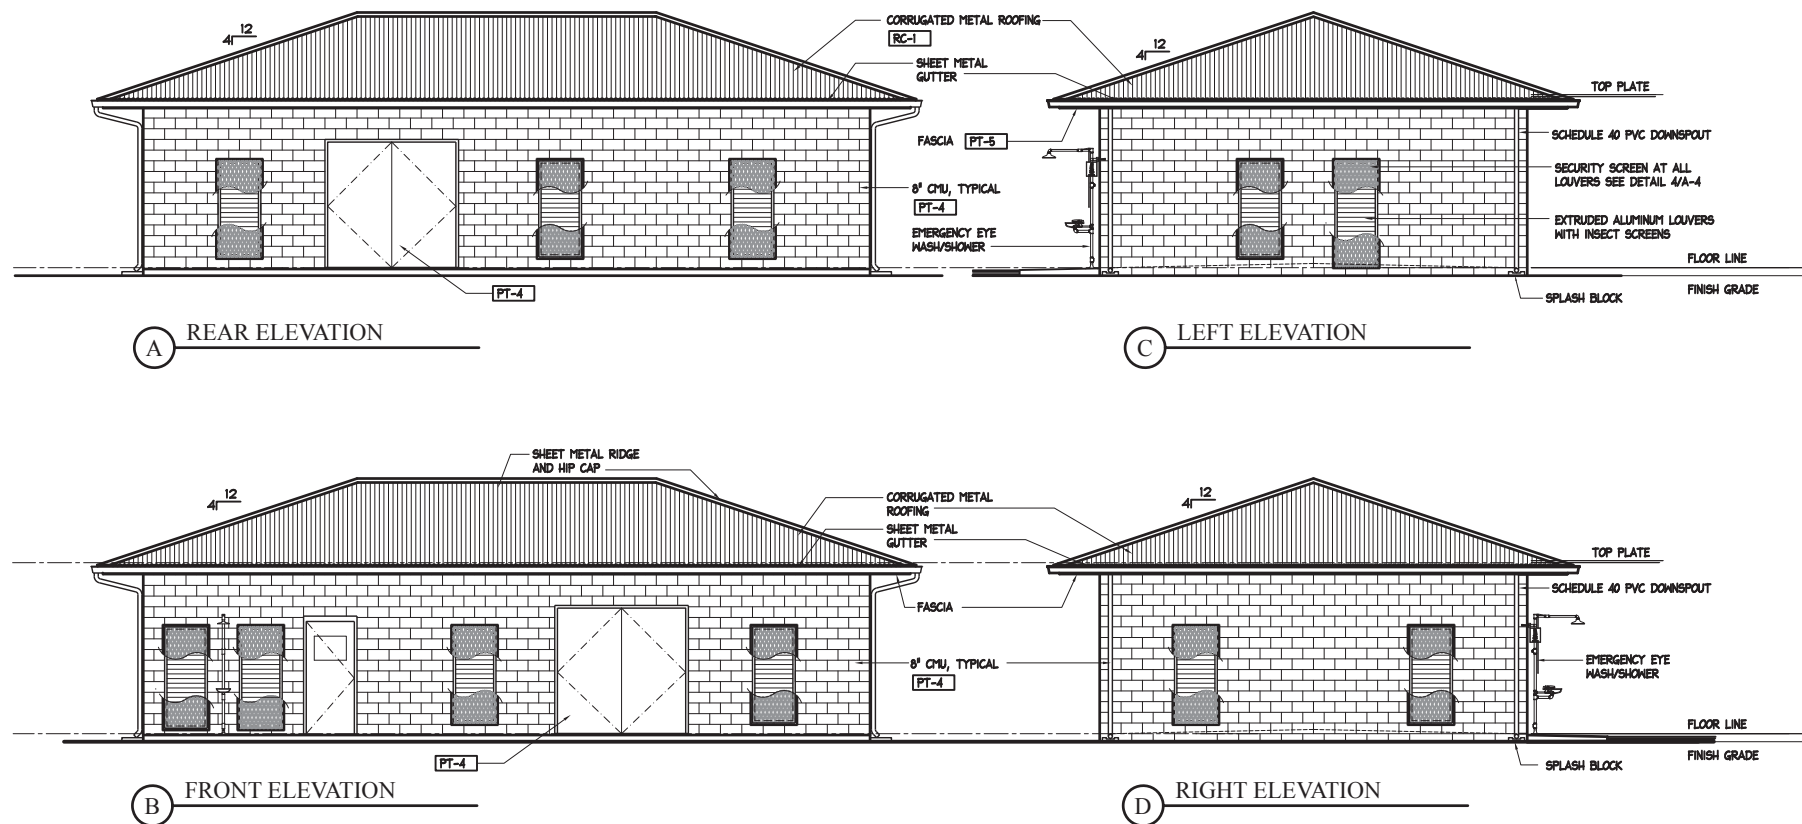 12
4
CORRUGATED METAL ROOFING
RC-1
SHEET METAL
GUTTER
12
4
TOP PLATE
FASCIA PT-5
SCHEDULE 40 PVC DOWNSPOUT
SECURITY SCREEN AT ALL
LOUVERS SEE DETAIL 4/A-4
8" CMU, TYPICAL
PT-4
EXTRUDED ALUMINUM LOUVERS
WITH INSECT SCREENS
EMERGENCY EYE
WASH/SHOWER
FLOOR LINE
FINISH GRADE
PT-4
SPLASH BLOCK
A REAR ELEVATION
C LEFT ELEVATION
SHEET METAL RIDGE
AND HIP CAP
12
4
CORRUGATED METAL
ROOFING
SHEET METAL
GUTTER
12
4
TOP PLATE
SCHEDULE 40 PVC DOWNSPOUT
FASCIA
8" CMU, TYPICAL
PT-4
EMERGENCY EYE
WASH/SHOWER
FLOOR LINE
FINISH GRADE
PT-4
SPLASH BLOCK
B FRONT ELEVATION
D RIGHT ELEVATION